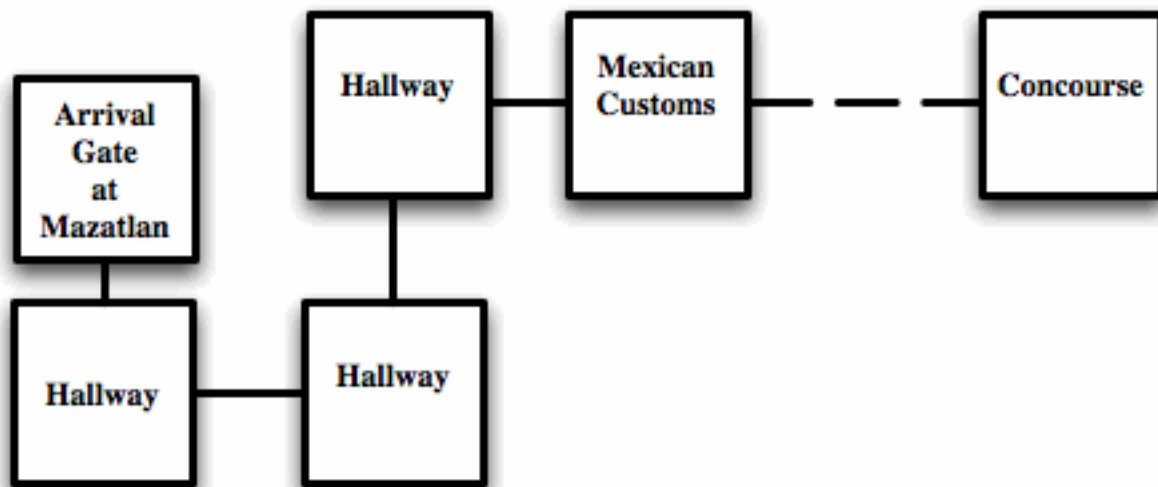 Hallway
Mexican
Customs
Concourse
Arrival
Gate
at
Mazatlan
Hallway
Hallway